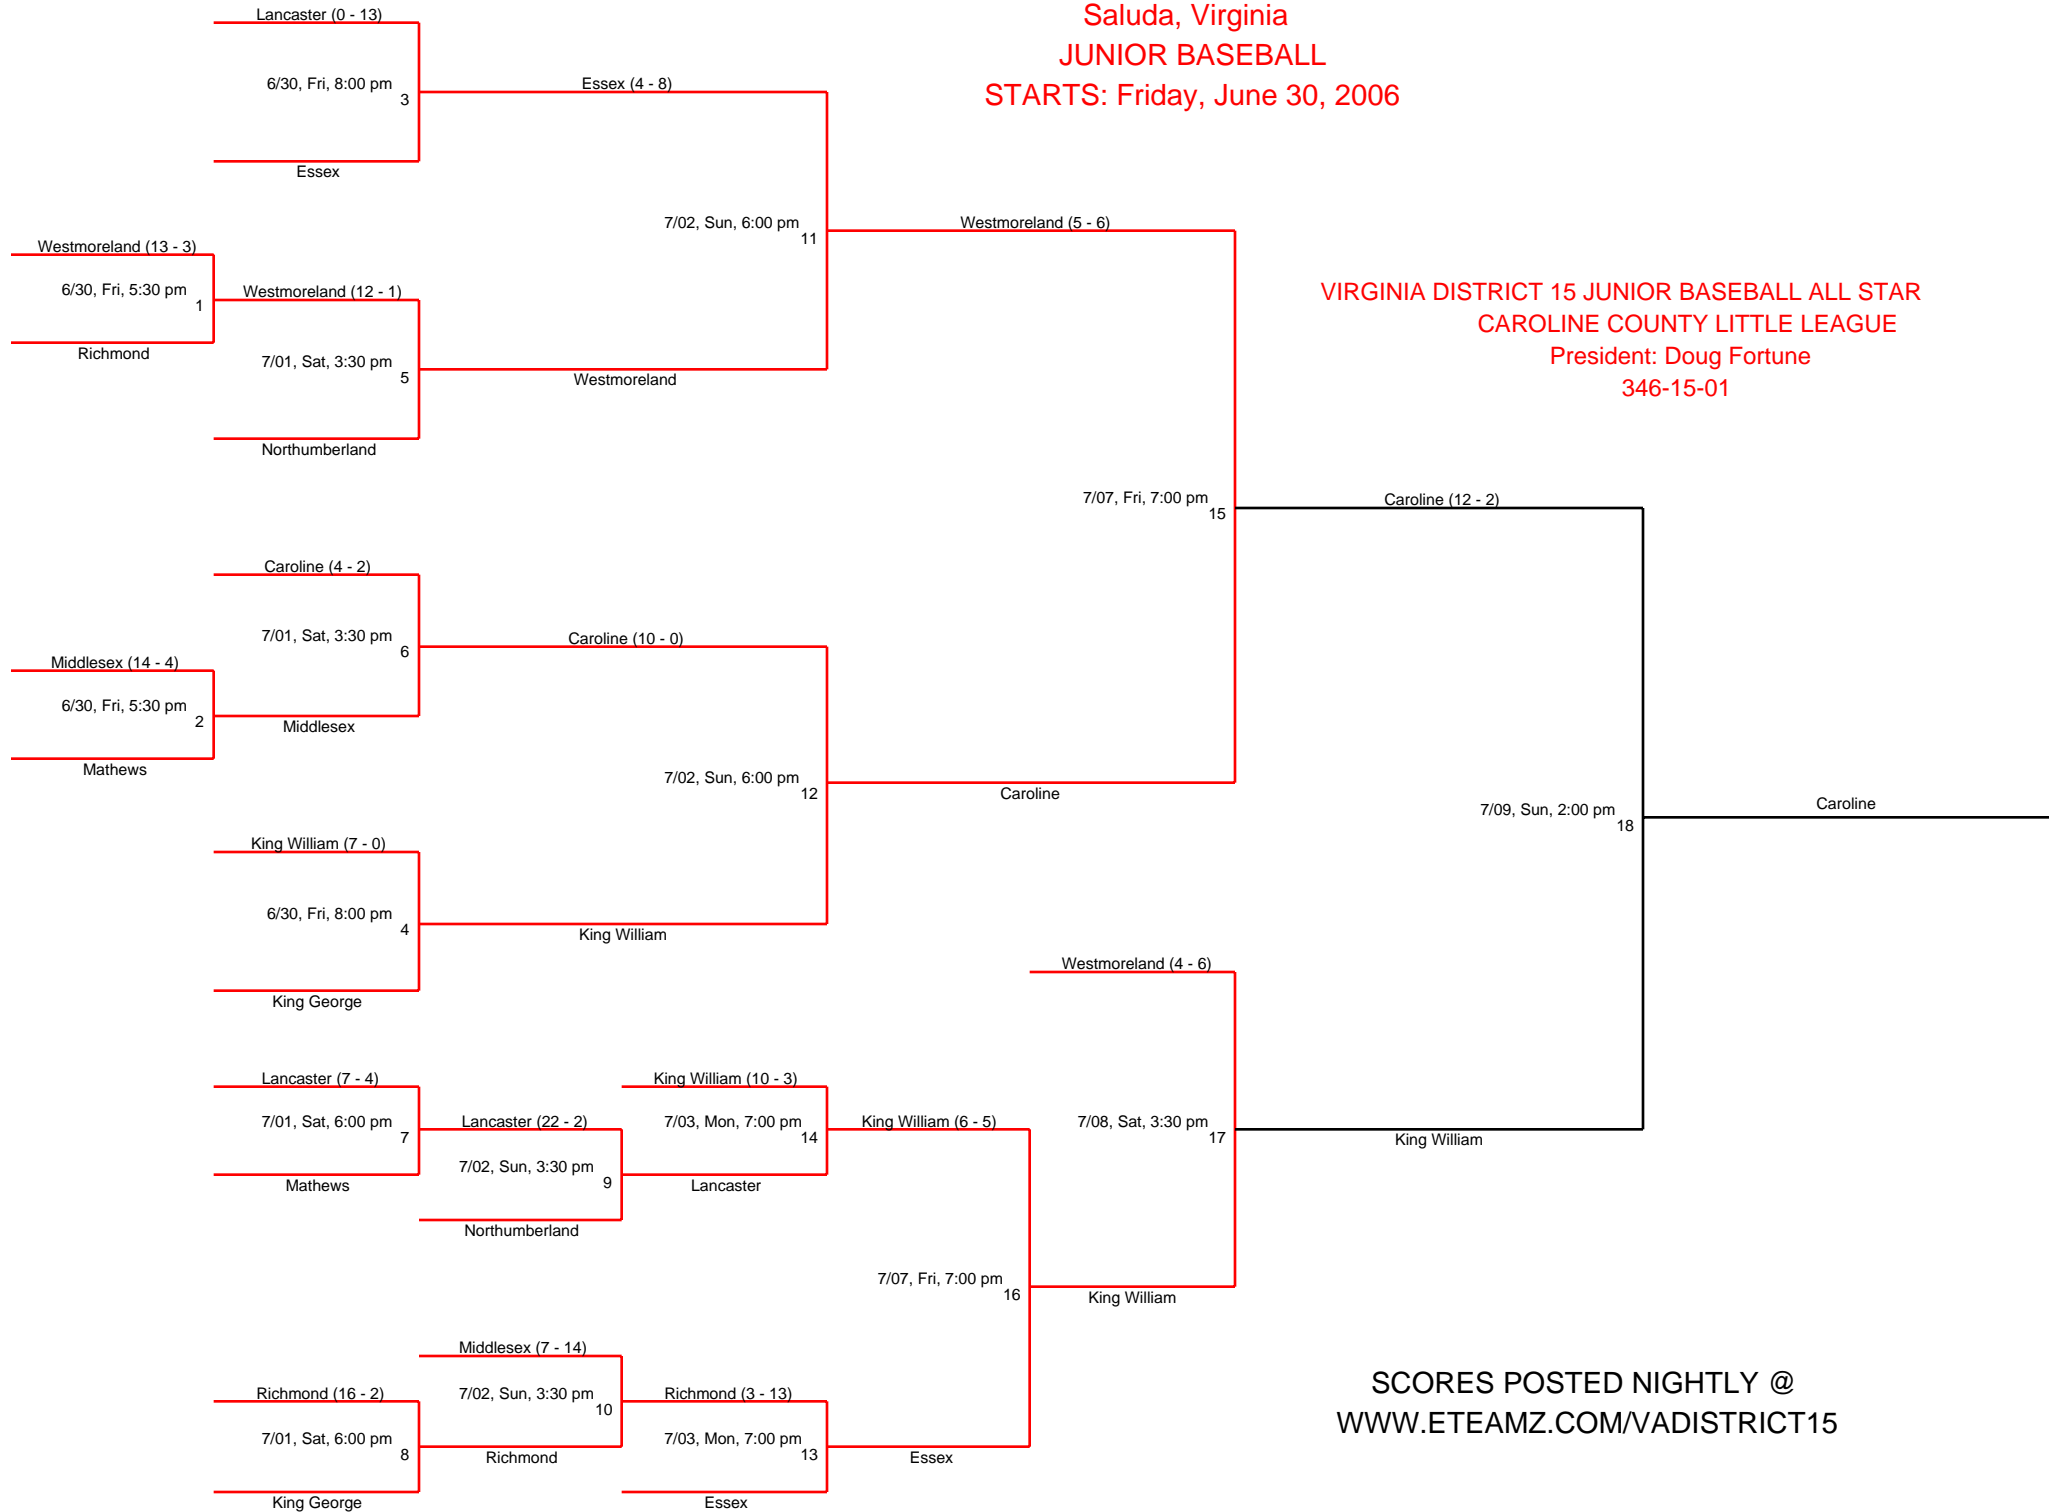 Saluda, Virginia
JUNIOR BASEBALL
STARTS: Friday, June 30, 2006
Lancaster (0 - 13)
6/30, Fri, 8:00 pm
3
Essex (4 - 8)
Essex
7/02, Sun, 6:00 pm
11
Westmoreland (5 - 6)
Westmoreland (13 - 3)
6/30, Fri, 5:30 pm
1
Westmoreland (12 - 1)
Richmond
7/01, Sat, 3:30 pm
5
Westmoreland
Northumberland
VIRGINIA DISTRICT 15 JUNIOR BASEBALL ALL STAR
CAROLINE COUNTY LITTLE LEAGUE
President: Doug Fortune
346-15-01
7/07, Fri, 7:00 pm
15
Caroline (12 - 2)
Caroline (4 - 2)
7/01, Sat, 3:30 pm
6
Caroline (10 - 0)
Middlesex (14 - 4)
6/30, Fri, 5:30 pm
2
Middlesex
Mathews
7/02, Sun, 6:00 pm
12
Caroline
7/09, Sun, 2:00 pm
18
Caroline
King William (7 - 0)
6/30, Fri, 8:00 pm
4
King William
King George
Westmoreland (4 - 6)
Lancaster (7 - 4)
7/01, Sat, 6:00 pm
7
Mathews
Lancaster (22 - 2)
7/02, Sun, 3:30 pm
9
Northumberland
King William (10 - 3)
7/03, Mon, 7:00 pm
14
Lancaster
King William (6 - 5)
7/08, Sat, 3:30 pm
17
King William
7/07, Fri, 7:00 pm
16
King William
Middlesex (7 - 14)
7/02, Sun, 3:30 pm
10
Richmond (16 - 2)
7/01, Sat, 6:00 pm
8
Richmond
King George
Richmond (3 - 13)
7/03, Mon, 7:00 pm
13
Essex
Essex
SCORES POSTED NIGHTLY @
WWW.ETEAMZ.COM/VADISTRICT15